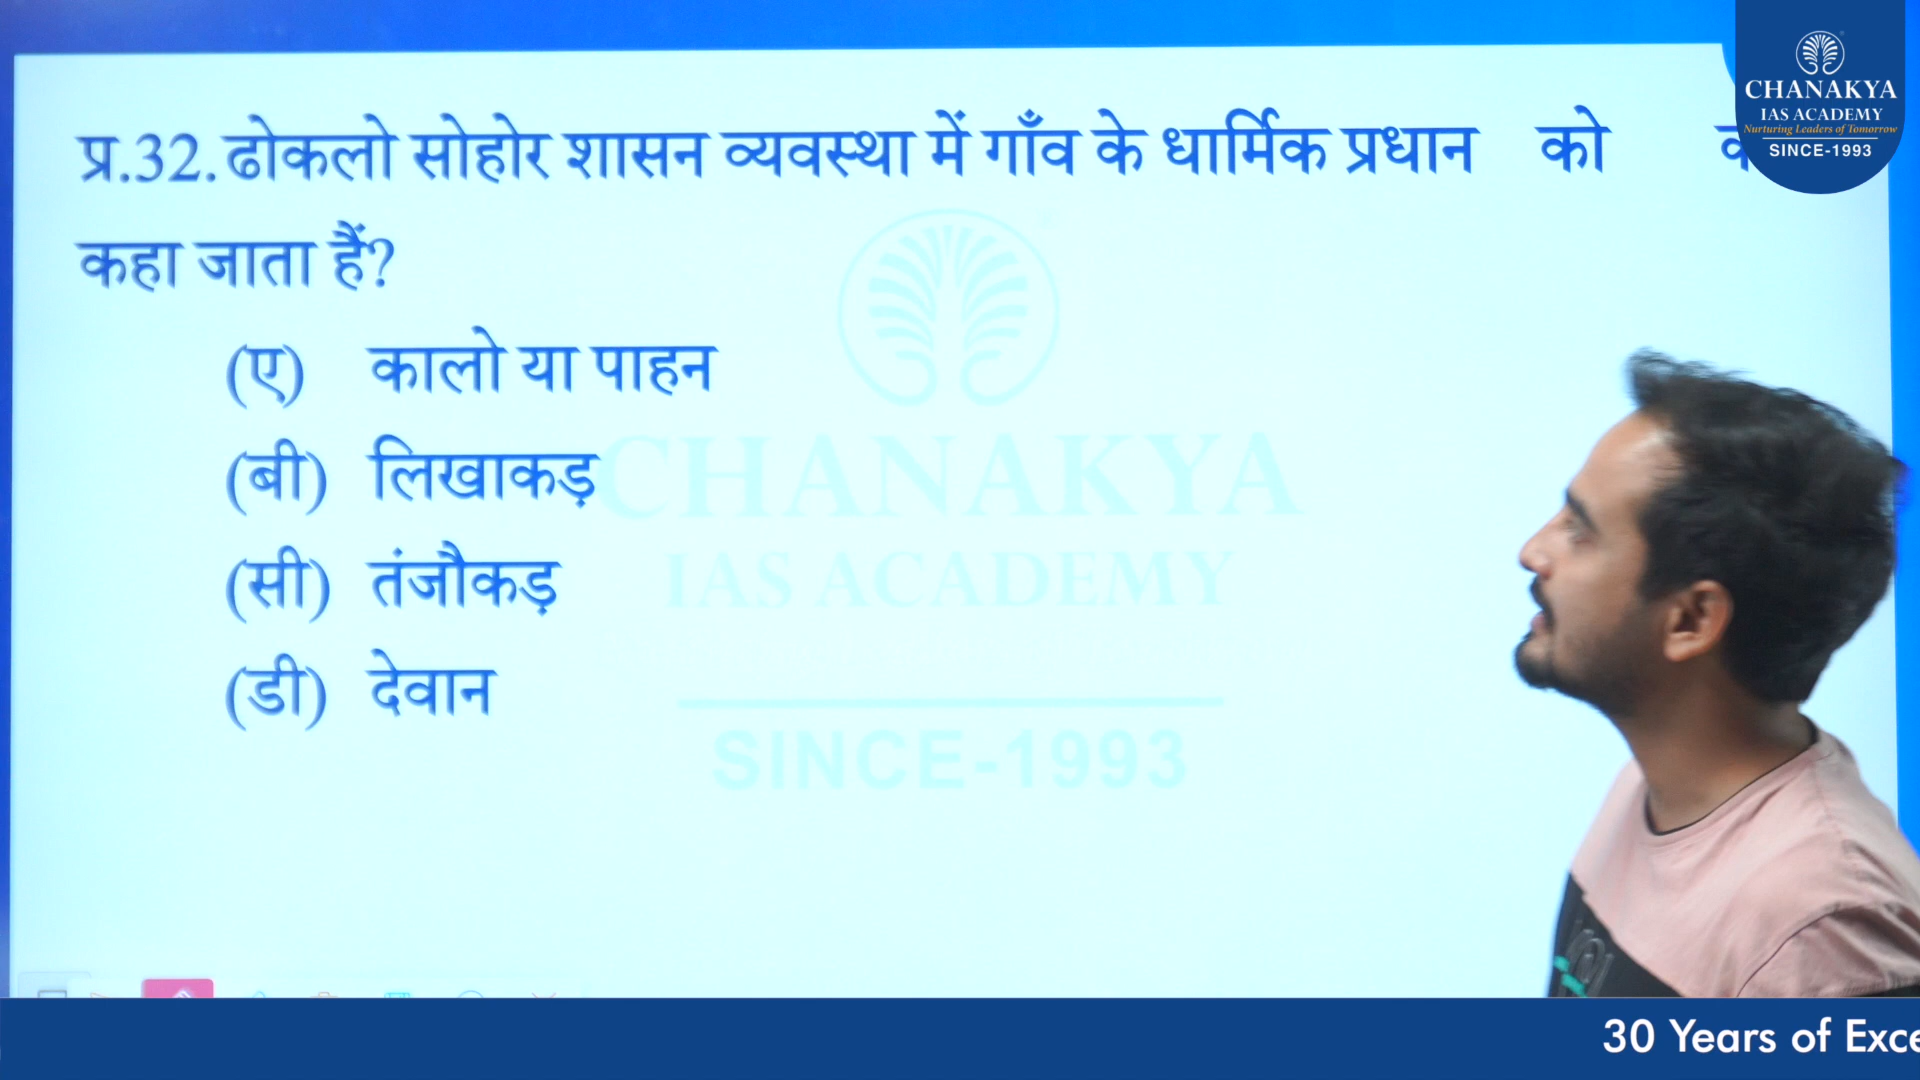 प्र.32. ढोकलो सोहोर शासन व्यवस्था में गाँव के धार्मिक प्रधान को
कहा जाता हैं?
(ए) कालो या पाहन
(बी) लिखाकड़
(सी) तंजौकड़
(डी) देवान
CHANAKYA
IAS ACADEMY
SINCE-1993
CHANAKYA
IAS ACADEMY
Nurturing Leaders of Tomorrow
SINCE-1993
30 Years of